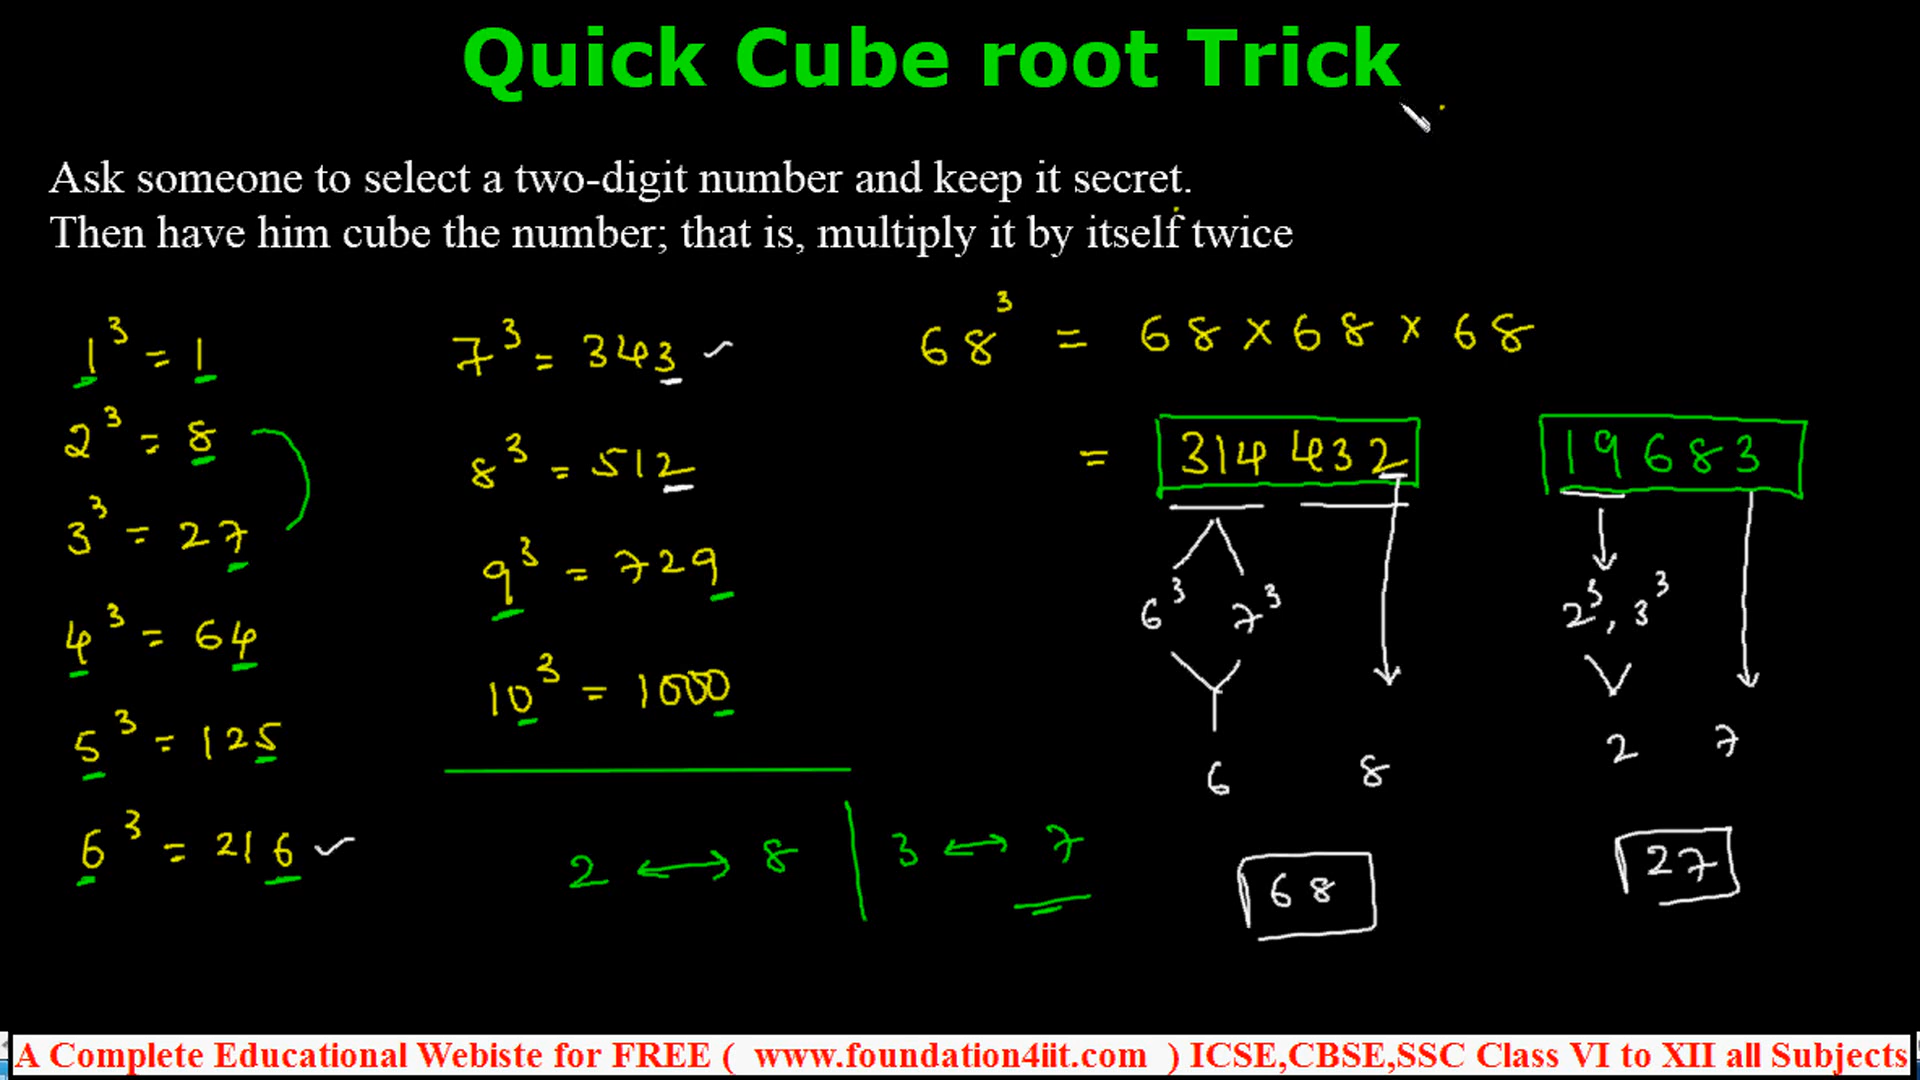 Quick Cube root Trick
Ask someone to select a two-digit number and keep it secret.
Then have him cube the number; that is, multiply it by itself twice
1³ = 1
2³ = 8
3³ = 27
4³ = 64
5³ = 125
6³ = 216 ✓
7³ = 343 ✓
8³ = 512
9³ = 729
10³ = 1000
2 ↔ 8 | 3 ↔ 7
68³ = 68 × 68 × 68
= 314 432
6³ 7³
6 8
68
19683
2³, 3³
2 7
27
A Complete Educational Webiste for FREE ( www.foundation4iit.com ) ICSE,CBSE,SSC Class VI to XII all Subjects